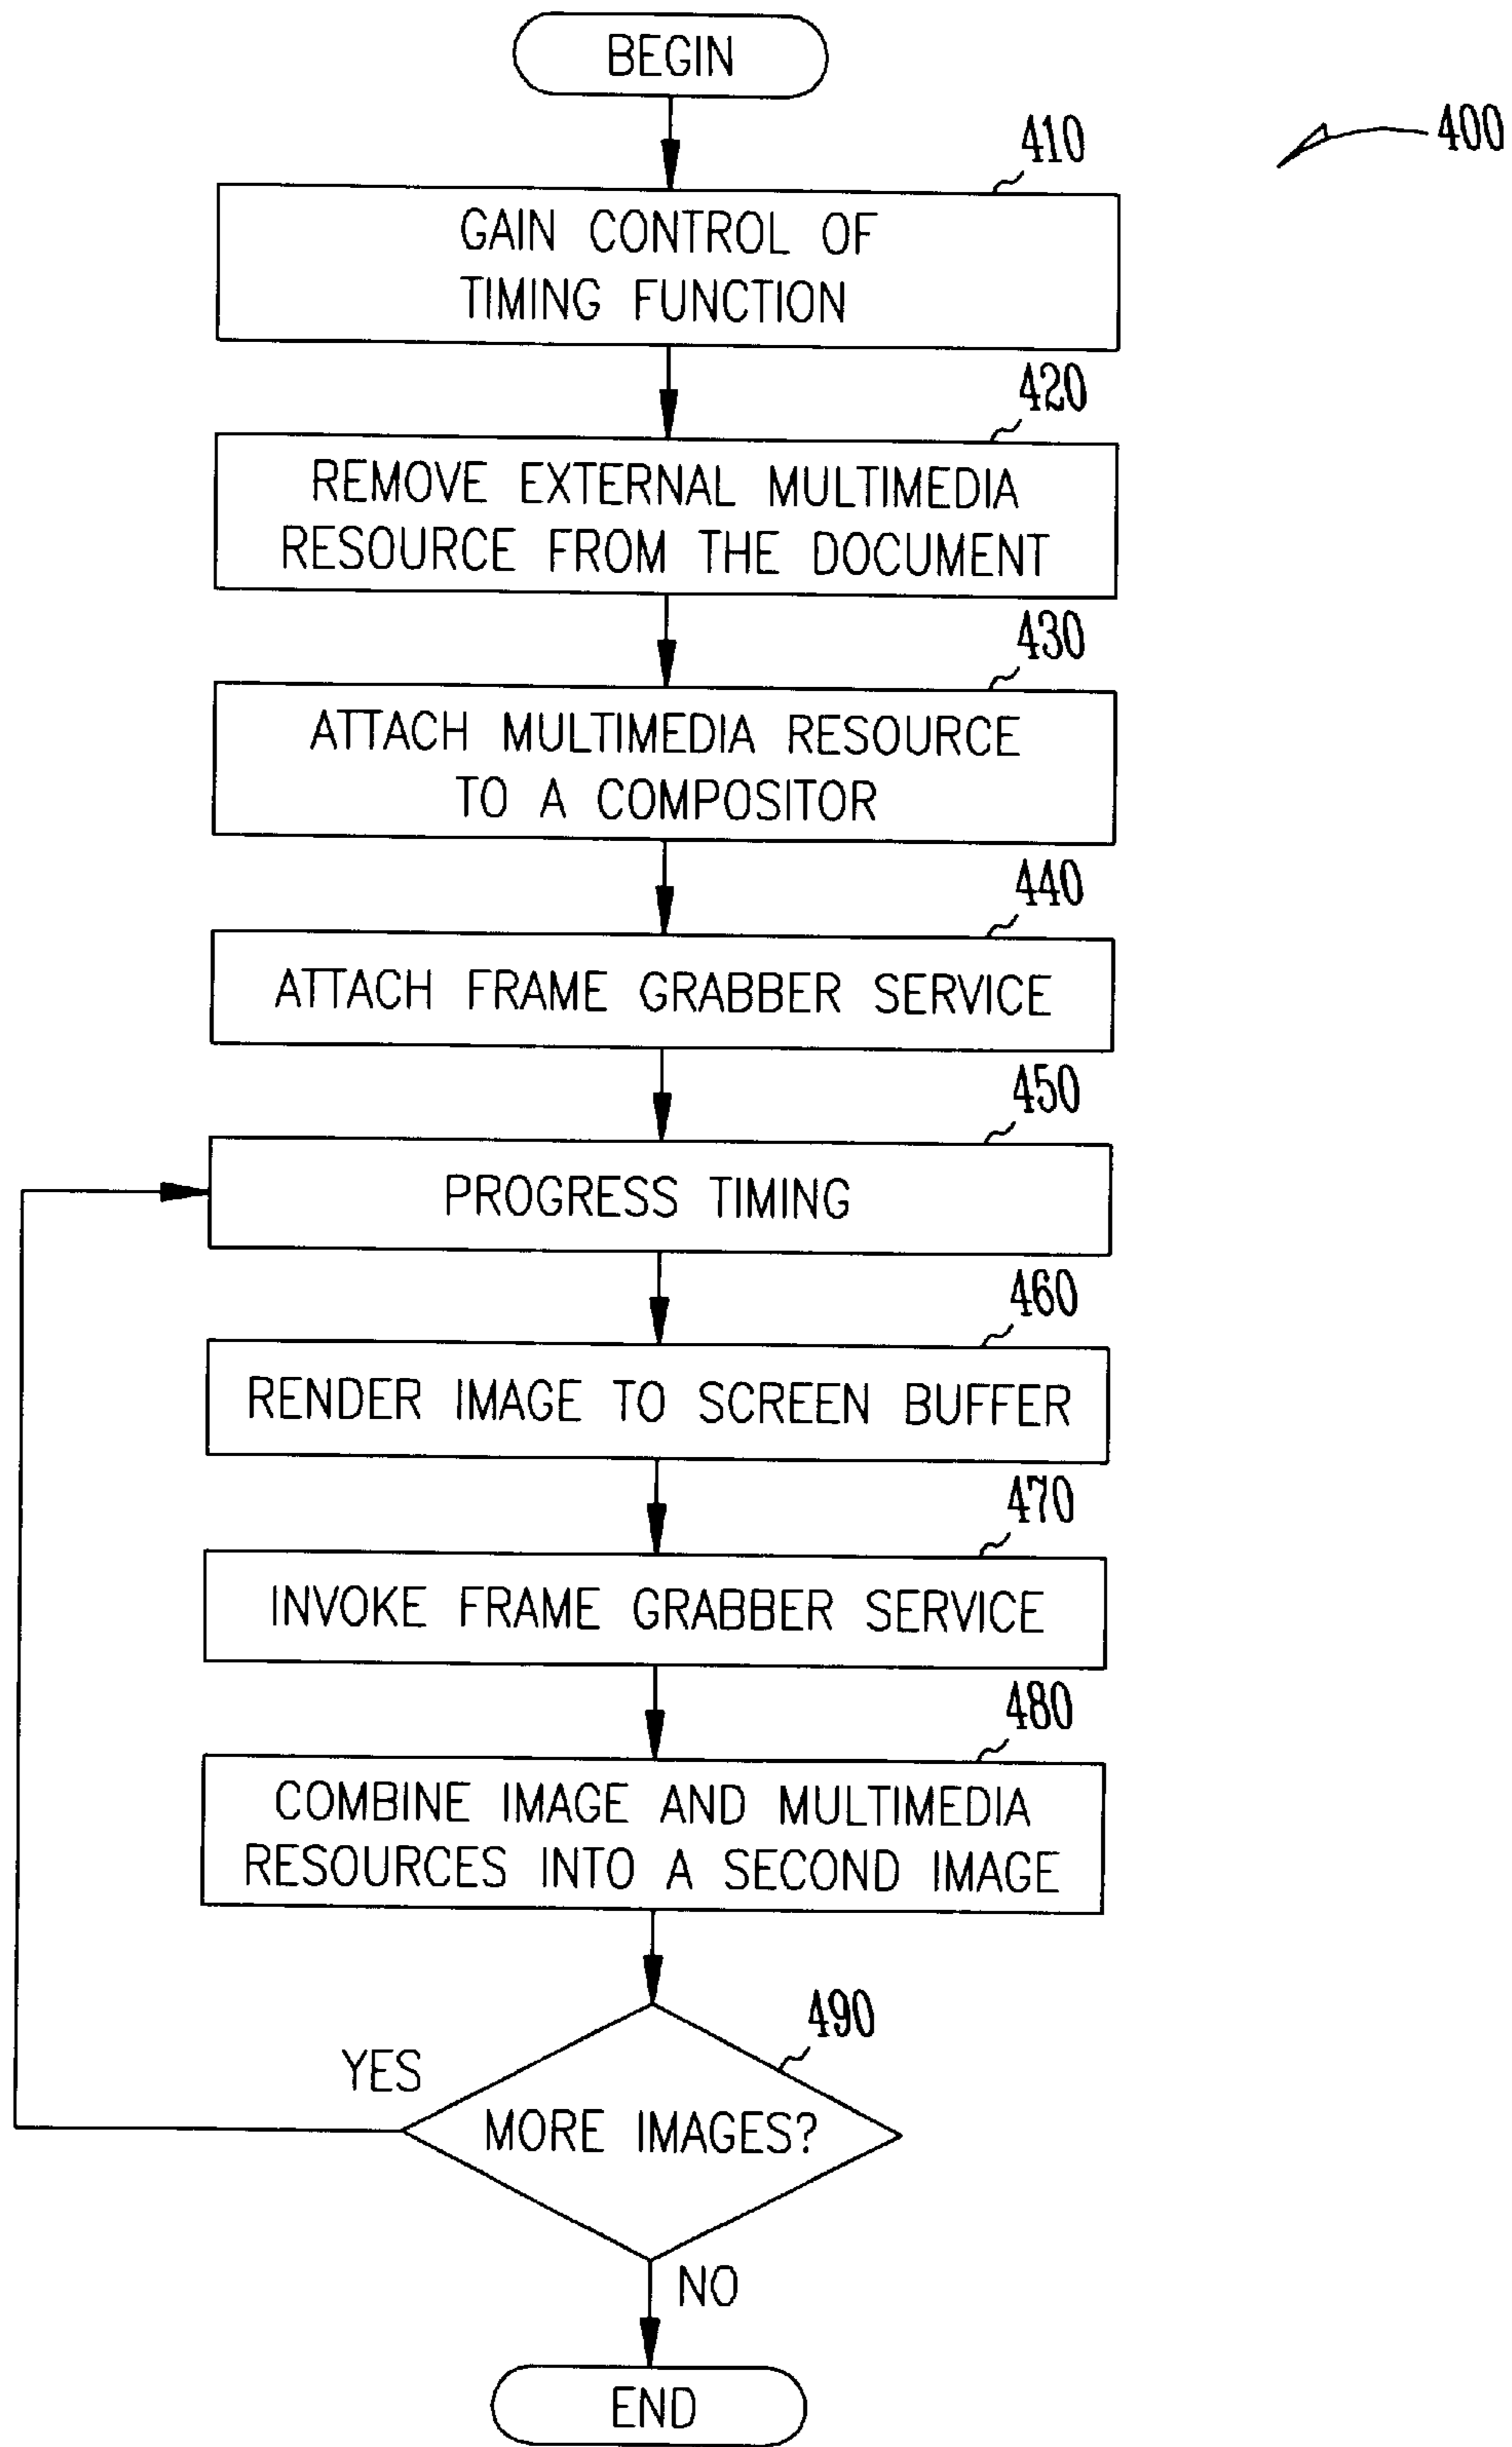 BEGIN
400
410
GAIN CONTROL OF
TIMING FUNCTION
420
REMOVE EXTERNAL MULTIMEDIA
RESOURCE FROM THE DOCUMENT
430
ATTACH MULTIMEDIA RESOURCE
TO A COMPOSITOR
440
ATTACH FRAME GRABBER SERVICE
450
PROGRESS TIMING
460
RENDER IMAGE TO SCREEN BUFFER
470
INVOKE FRAME GRABBER SERVICE
480
COMBINE IMAGE AND MULTIMEDIA
RESOURCES INTO A SECOND IMAGE
490
YES
MORE IMAGES?
NO
END